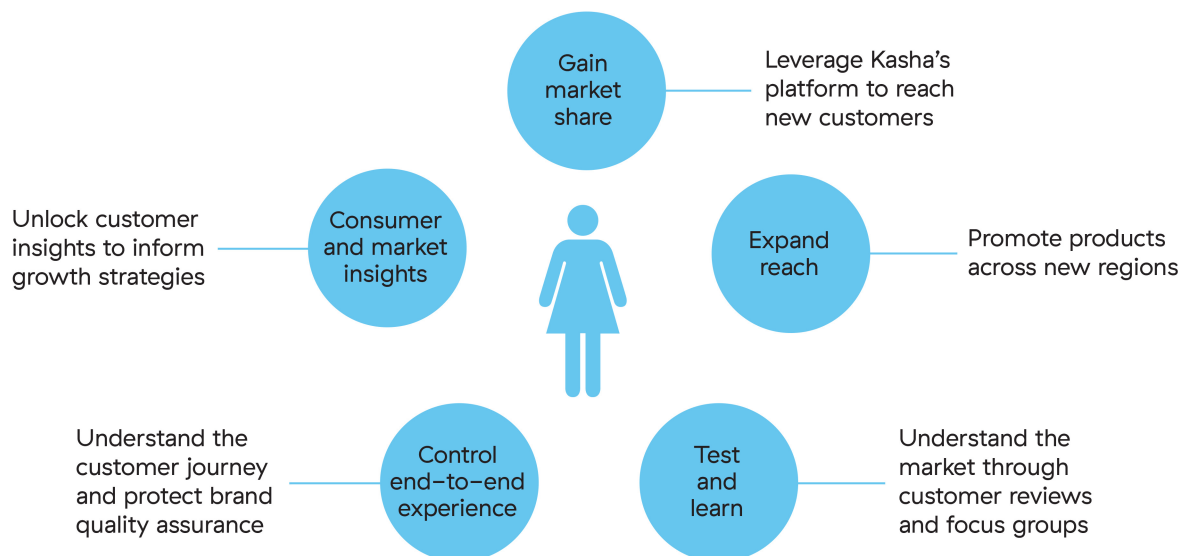 Gain
market
share
Leverage Kasha’s
platform to reach
new customers
Expand
reach
Promote products
across new regions
Test
and
learn
Understand the
market through
customer reviews
and focus groups
Control
end–to–end
experience
Understand the
customer journey
and protect brand
quality assurance
Consumer
and market
insights
Unlock customer
insights to inform
growth strategies